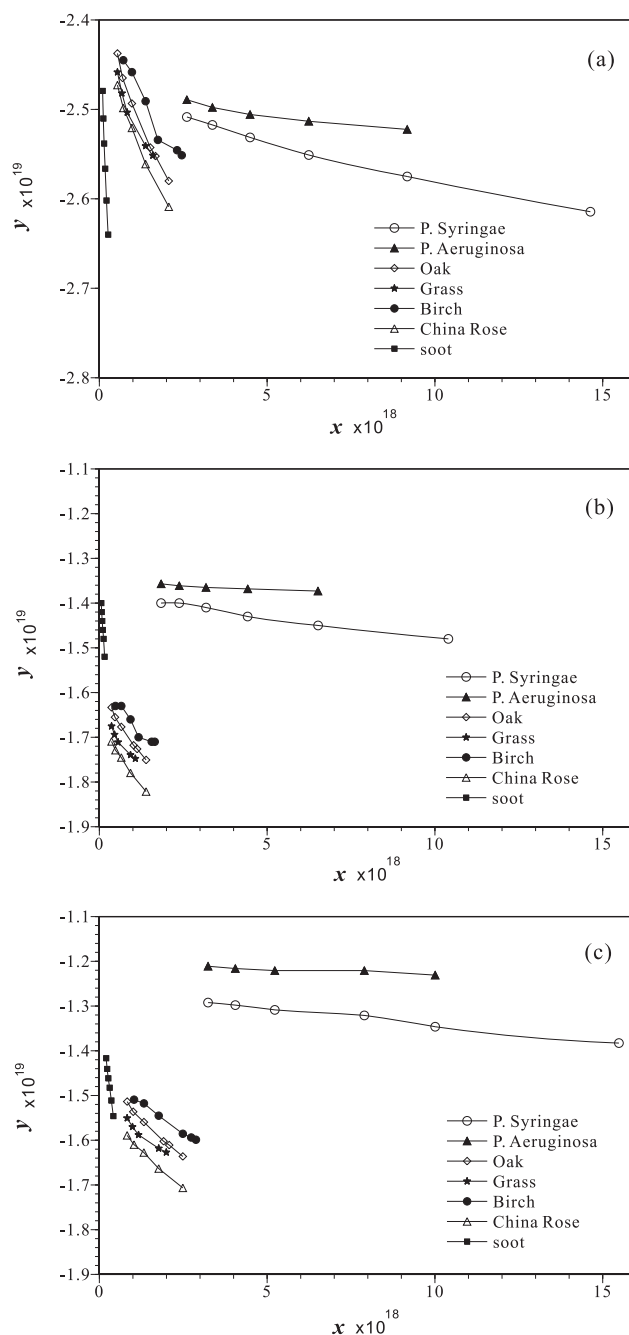 -2.4
(a)
-2.5
y x10^19
-2.6
P. Syringae
P. Aeruginosa
Oak
Grass
-2.7
Birch
China Rose
soot
-2.8
0 5 10 15
x x10^18
-1.1
(b)
-1.2
-1.3
-1.4
y x10^19
-1.5
-1.6
P. Syringae
P. Aeruginosa
-1.7
Oak
Grass
Birch
-1.8
China Rose
soot
-1.9
0 5 10 15
x x10^18
-1.1
(c)
-1.2
-1.3
-1.4
y x10^19
-1.5
P. Syringae
-1.6
P. Aeruginosa
Oak
-1.7
Grass
Birch
-1.8
China Rose
soot
-1.9
0 5 10 15
x x10^18